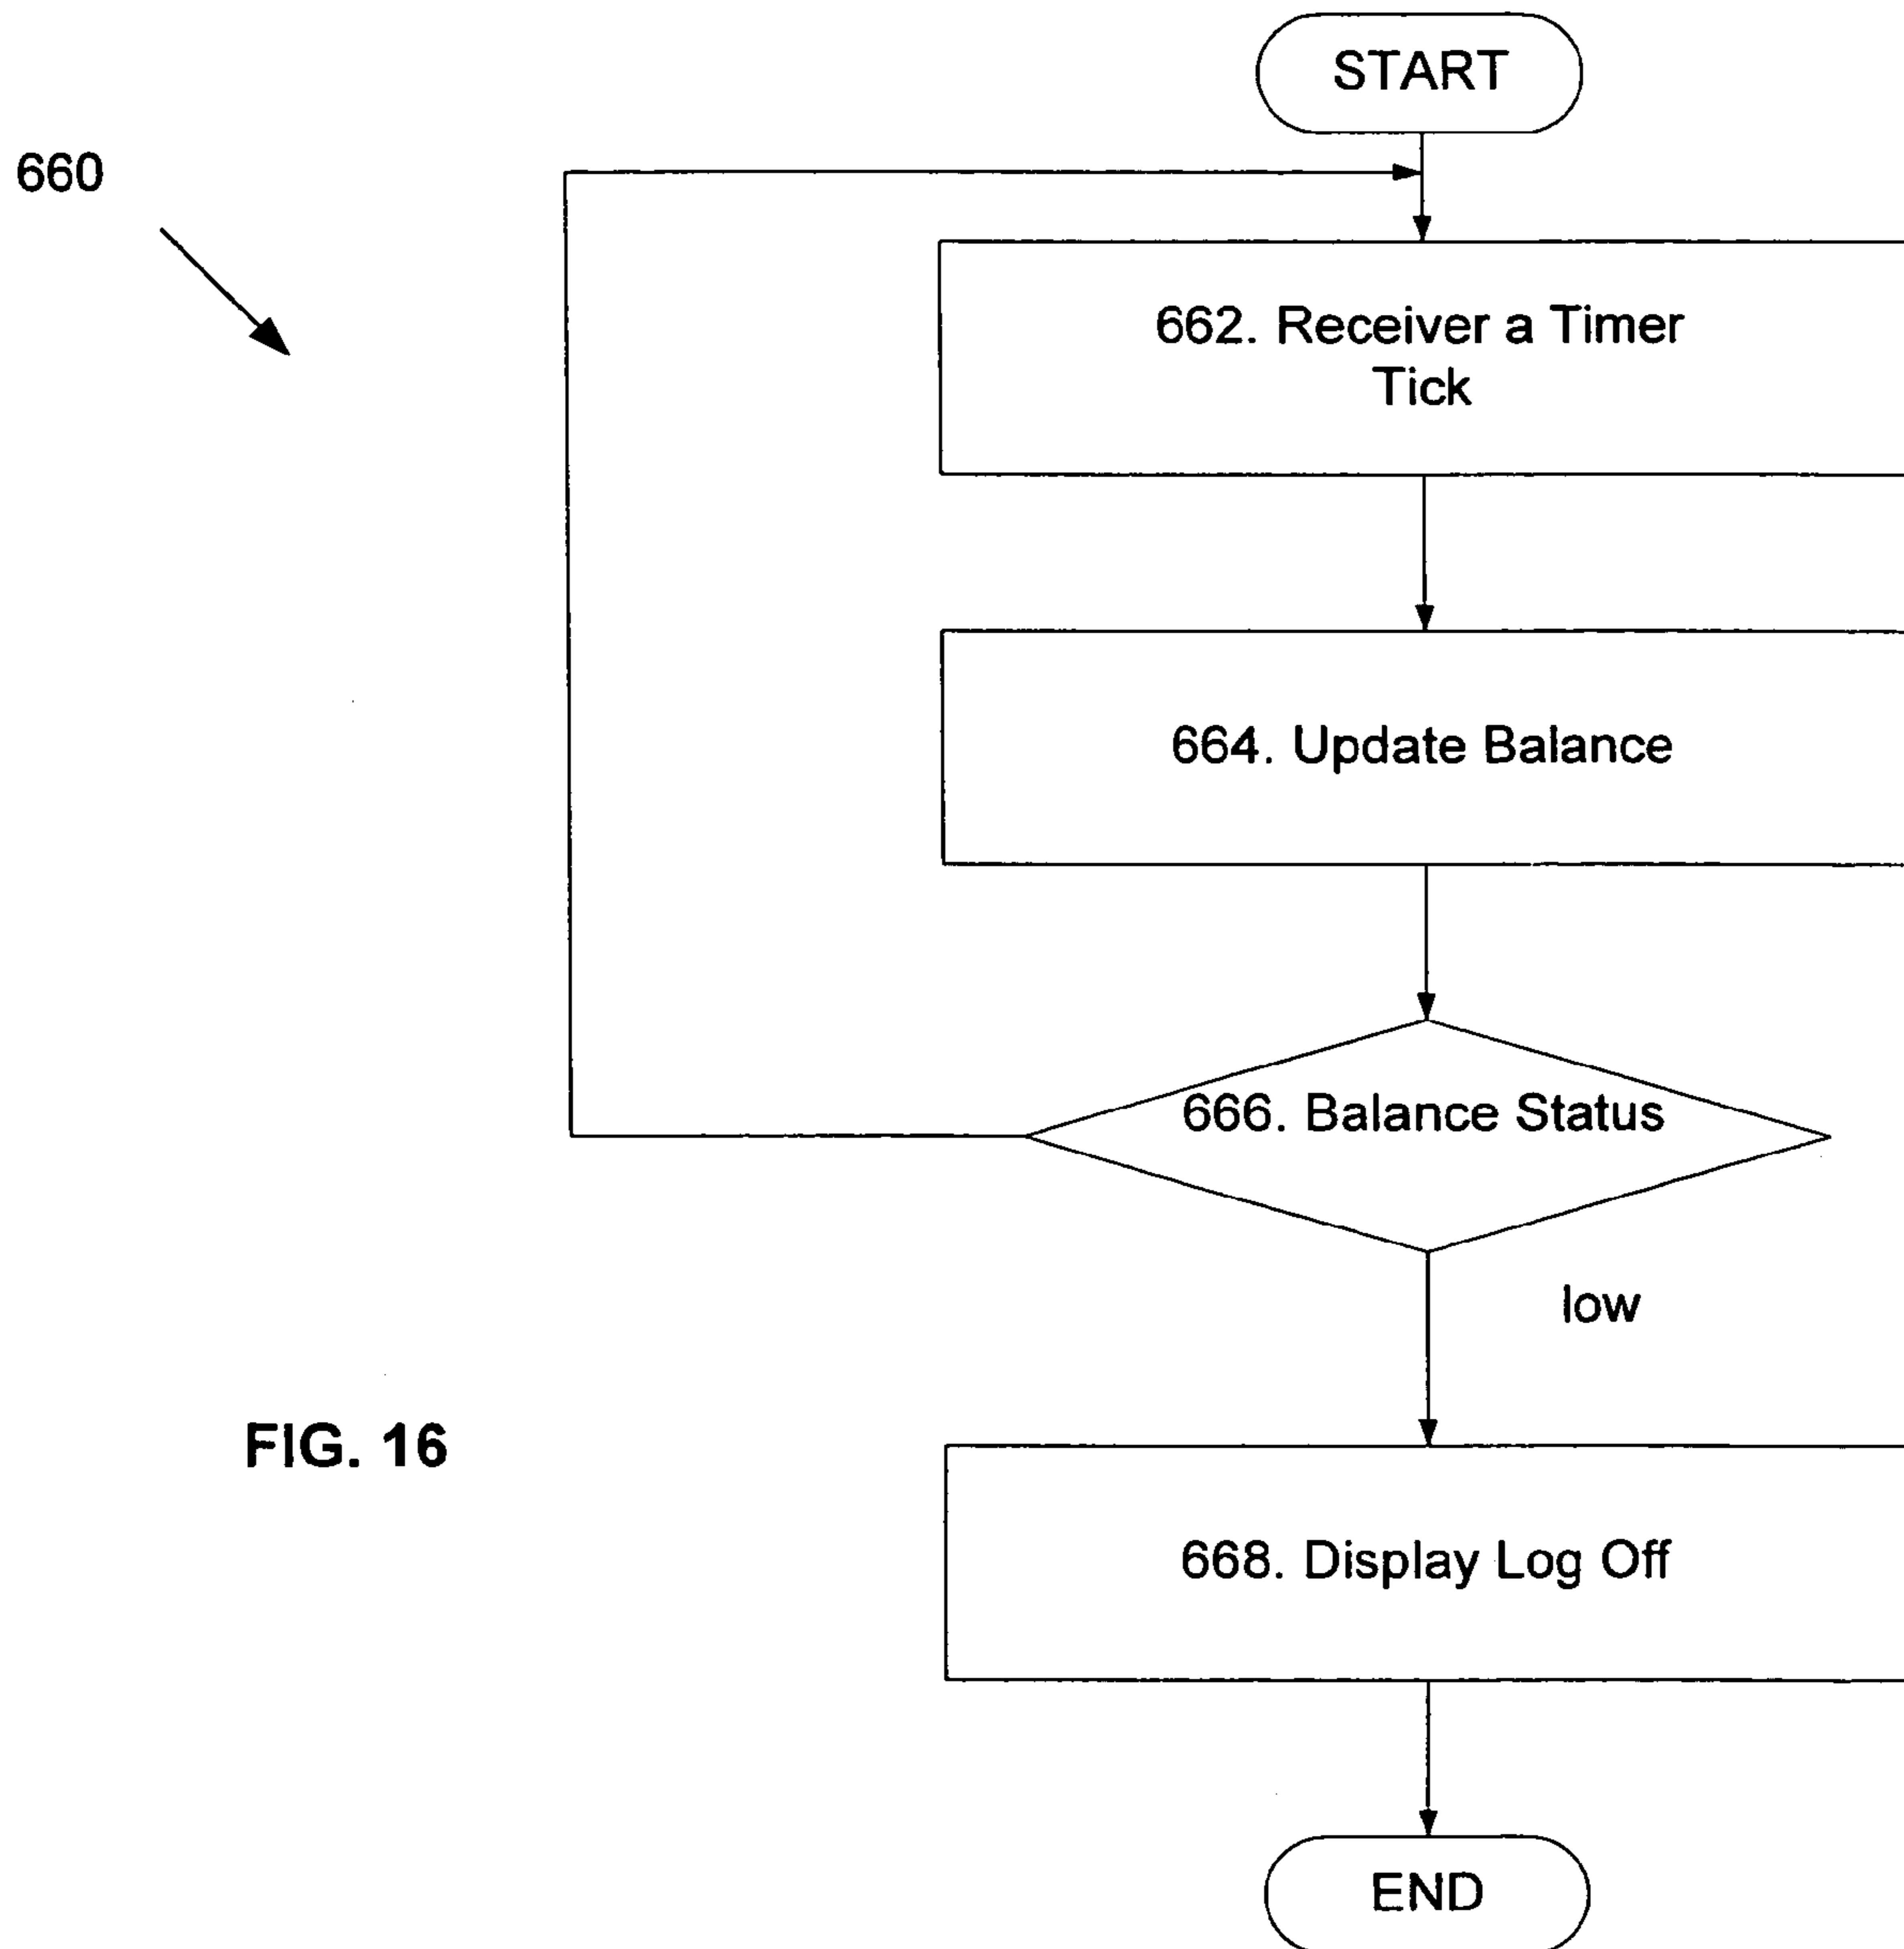 START
660
662. Receiver a Timer
Tick
664. Update Balance
666. Balance Status
low
FIG. 16
668. Display Log Off
END